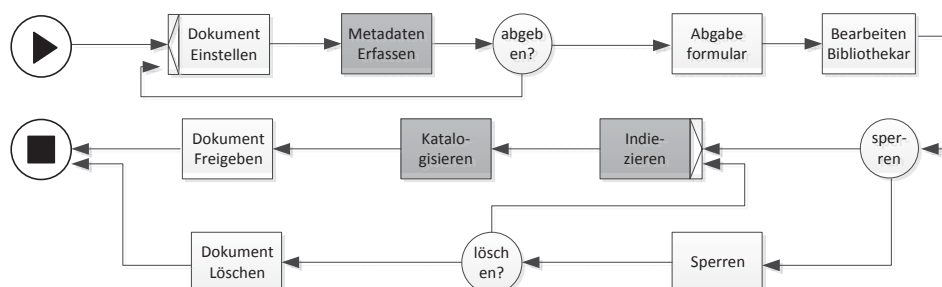 Dokument
Einstellen
Metadaten
Erfassen
abgeb
en?
Abgabe
formular
Bearbeiten
Bibliothekar
Dokument
Freigeben
Katalo-
gisieren
Indie-
zieren
sper-
ren
Dokument
Löschen
lösch
en?
Sperren